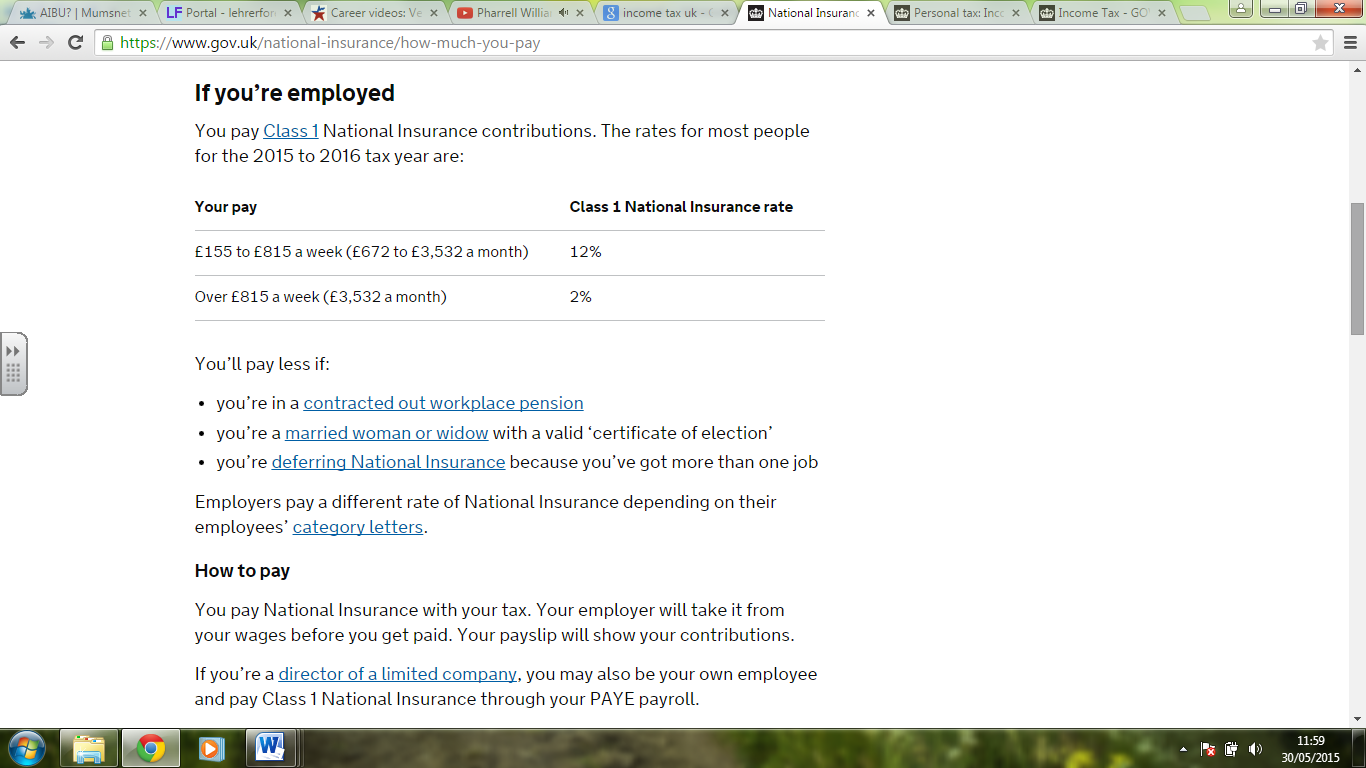 AIBU? | Mumsnet
LF Portal - lehrerfor
Career videos: Ve
Pharrell Willia
income tax uk - G
National Insuranc
Personal tax: Inco
Income Tax - GO
https://www.gov.uk/national-insurance/how-much-you-pay
If you’re employed
You pay Class 1 National Insurance contributions. The rates for most people
for the 2015 to 2016 tax year are:
Your pay Class 1 National Insurance rate
£155 to £815 a week (£672 to £3,532 a month) 12%
Over £815 a week (£3,532 a month) 2%
You’ll pay less if:
• you’re in a contracted out workplace pension
• you’re a married woman or widow with a valid ‘certificate of election’
• you’re deferring National Insurance because you’ve got more than one job
Employers pay a different rate of National Insurance depending on their
employees’ category letters.
How to pay
You pay National Insurance with your tax. Your employer will take it from
your wages before you get paid. Your payslip will show your contributions.
If you’re a director of a limited company, you may also be your own employee
and pay Class 1 National Insurance through your PAYE payroll.
11:59
30/05/2015